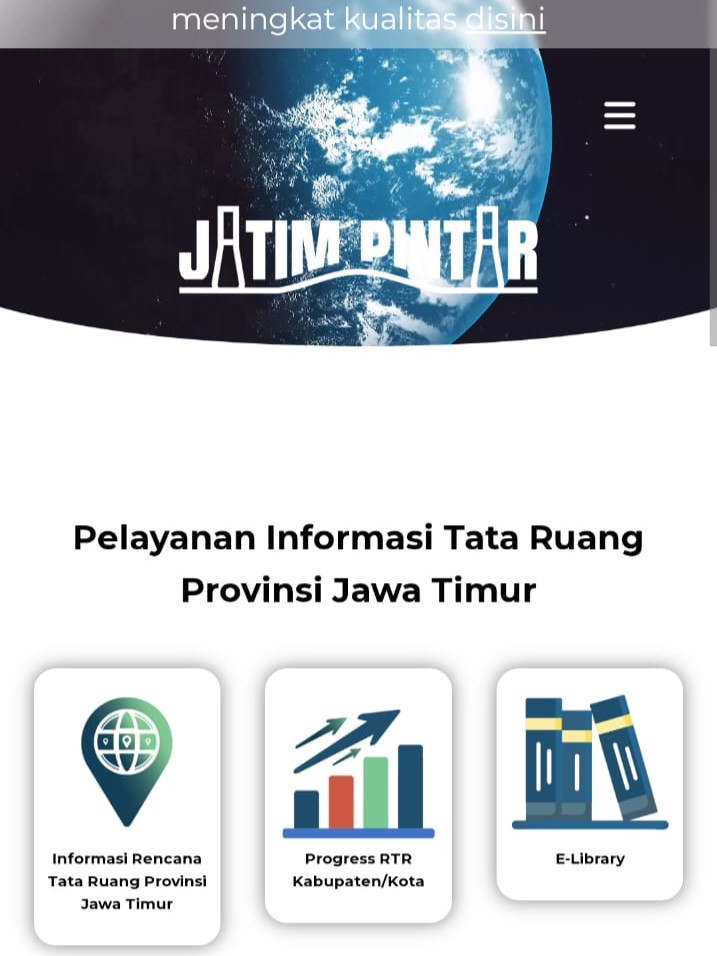 meningkat kualitas disini
JATIM PINTAR
Pelayanan Informasi Tata Ruang
Provinsi Jawa Timur
Informasi Rencana
Tata Ruang Provinsi
Jawa Timur
Progress RTR
Kabupaten/Kota
E-Library